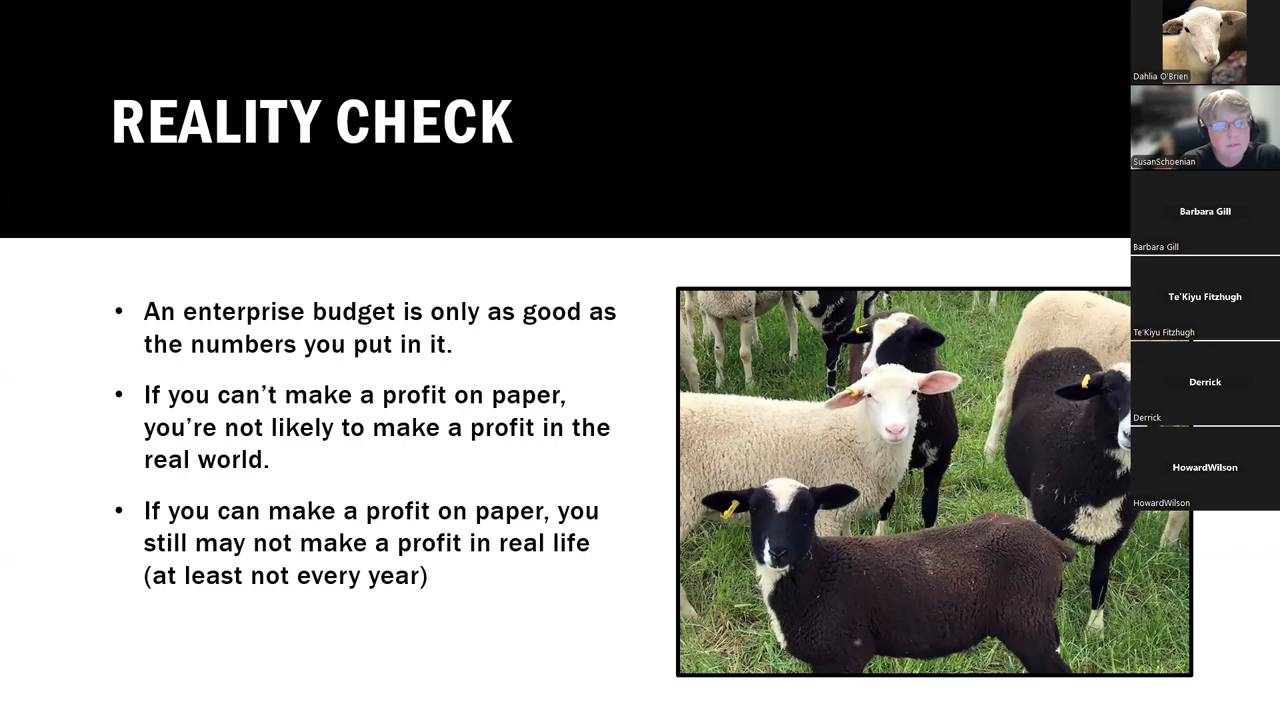 REALITY CHECK
• An enterprise budget is only as good as
the numbers you put in it.
• If you can’t make a profit on paper,
you’re not likely to make a profit in the
real world.
• If you can make a profit on paper, you
still may not make a profit in real life
(at least not every year)
Dahlia O'Brien
SusanSchoenian
Barbara Gill
Barbara Gill
Te'Kiyu Fitzhugh
Te'Kiyu Fitzhugh
Derrick
Derrick
HowardWilson
HowardWilson